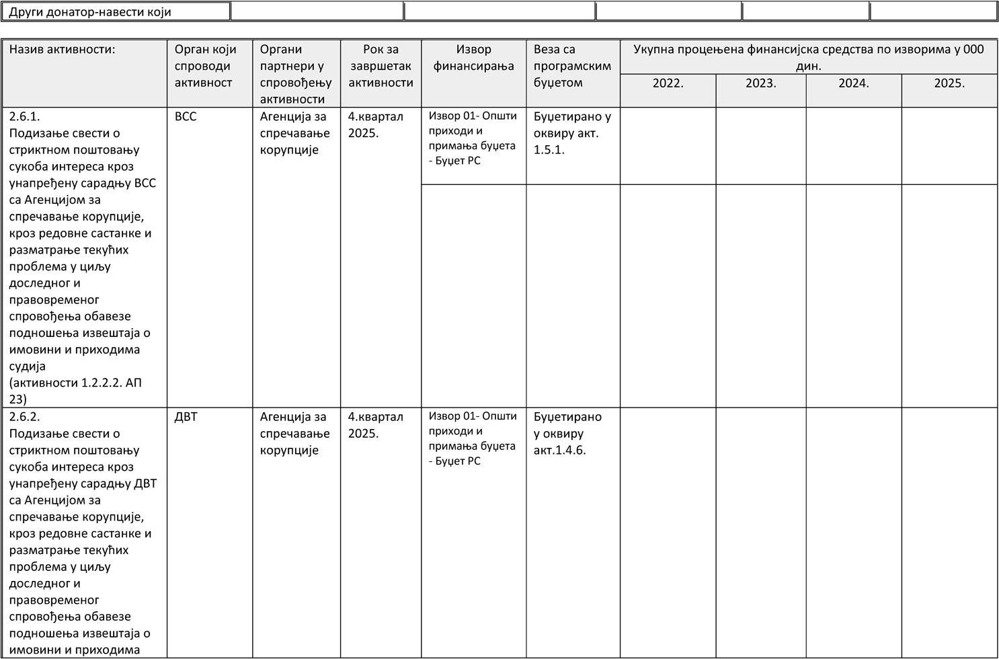 Други донатор-навести који
Назив активности:
Орган који
спроводи
активност
Органи
партнери у
спровођењу
активности
Рок за
завршетак
активности
Извор
финансирања
Веза са
програмским
буџетом
Укупна процењена финансијска средства по изворима у 000
дин.
2022.
2023.
2024.
2025.
2.6.1.
Подизање свести о
стриктном поштовању
сукоба интереса кроз
унапређену сарадњу ВСС
са Агенцијом за
спречавање корупције,
кроз редовне састанке и
разматрање текућих
проблема у циљу
доследног и
правовременог
спровођења обавезе
подношења извештаја о
имовини и приходима
судија
(активности 1.2.2.2. АП
23)
ВСС
Агенција за
спречавање
корупције
4.квартал
2025.
Извор 01- Општи
приходи и
примања буџета
- Буџет РС
Буџетирано у
оквиру акт.
1.5.1.
2.6.2.
Подизање свести о
стриктном поштовању
сукоба интереса кроз
унапређену сарадњу ДВТ
са Агенцијом за
спречавање корупције,
кроз редовне састанке и
разматрање текућих
проблема у циљу
доследног и
правовременог
спровођења обавезе
подношења извештаја о
имовини и приходима
ДВТ
Агенција за
спречавање
корупције
4.квартал
2025.
Извор 01- Општи
приходи и
примања буџета
- Буџет РС
Буџетирано
у оквиру
акт.1.4.6.